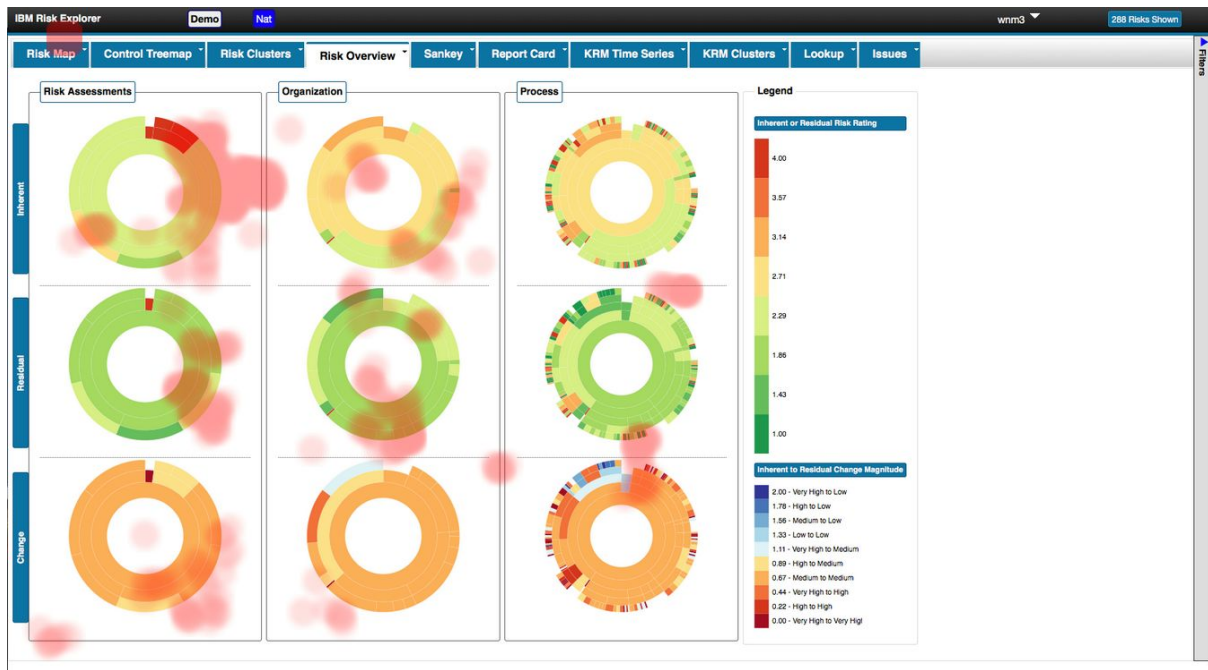 IBM Risk Explorer
Demo
Nat
wnm3
288 Risks Shown
Risk Map
Control Treemap
Risk Clusters
Risk Overview
Sankey
Report Card
KRM Time Series
KRM Clusters
Lookup
Issues
Filters
Risk Assessments
Organization
Process
Legend
Inherent
Residual
Change
Inherent or Residual Risk Rating
4.00
3.57
3.14
2.71
2.29
1.86
1.43
1.00
Inherent to Residual Change Magnitude
2.00 - Very High to Low
1.78 - High to Low
1.56 - Medium to Low
1.33 - Low to Low
1.11 - Very High to Medium
0.89 - High to Medium
0.67 - Medium to Medium
0.44 - Very High to High
0.22 - High to High
0.00 - Very High to Very Higl